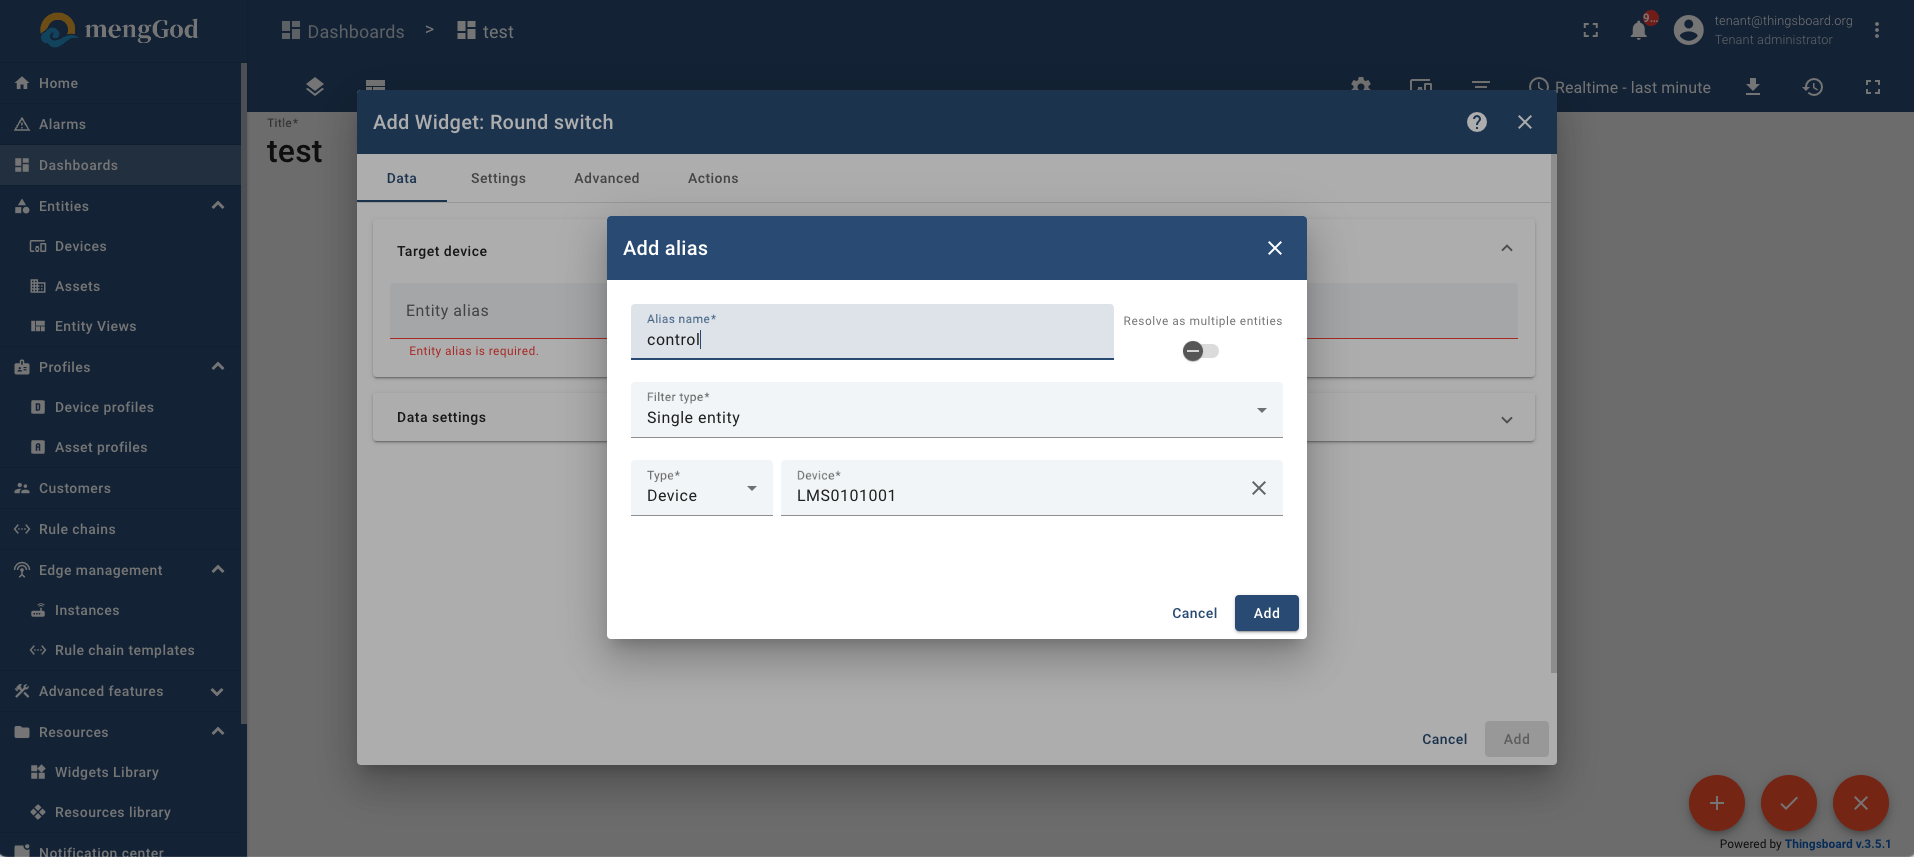 mengGod
Dashboards > test
9...
tenant@thingsboard.org
Tenant administrator
Home
Alarms
Dashboards
Entities
Devices
Assets
Entity Views
Profiles
Device profiles
Asset profiles
Customers
Rule chains
Edge management
Instances
Rule chain templates
Advanced features
Resources
Widgets Library
Resources library
Notification center
Realtime - last minute
Title*
test
Add Widget: Round switch
Data Settings Advanced Actions
Target device
Entity alias
Entity alias is required.
Data settings
Add alias
Alias name*
control
Resolve as multiple entities
Filter type*
Single entity
Type*
Device
Device*
LMS0101001
Cancel Add
Cancel Add
Powered by Thingsboard v.3.5.1